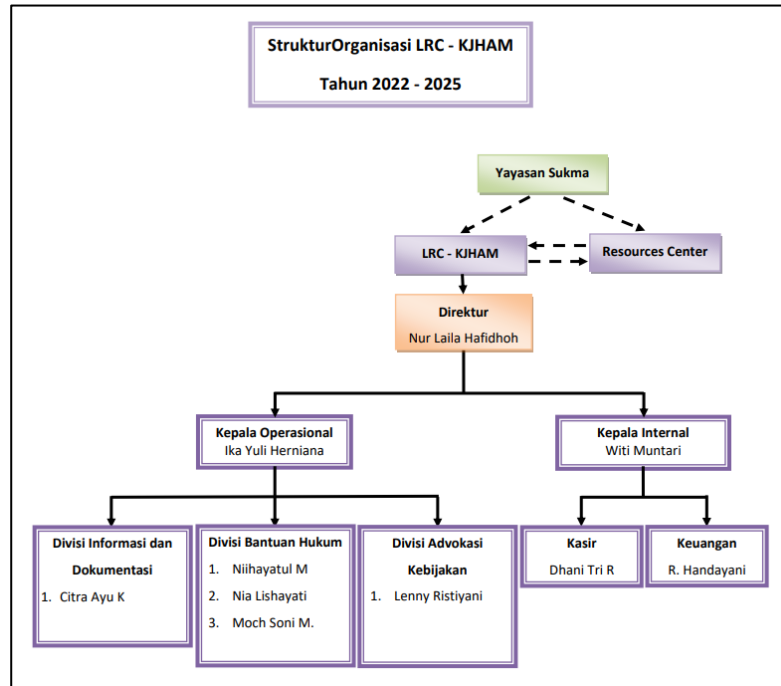 StrukturOrganisasi LRC - KJHAM
Tahun 2022 - 2025
Yayasan Sukma
LRC - KJHAM
Resources Center
Direktur
Nur Laila Hafidhoh
Kepala Operasional
Ika Yuli Herniana
Kepala Internal
Witi Muntari
Divisi Informasi dan
Dokumentasi
1. Citra Ayu K
Divisi Bantuan Hukum
1. Niihayatul M
2. Nia Lishayati
3. Moch Soni M.
Divisi Advokasi
Kebijakan
1. Lenny Ristiyani
Kasir
Dhani Tri R
Keuangan
R. Handayani